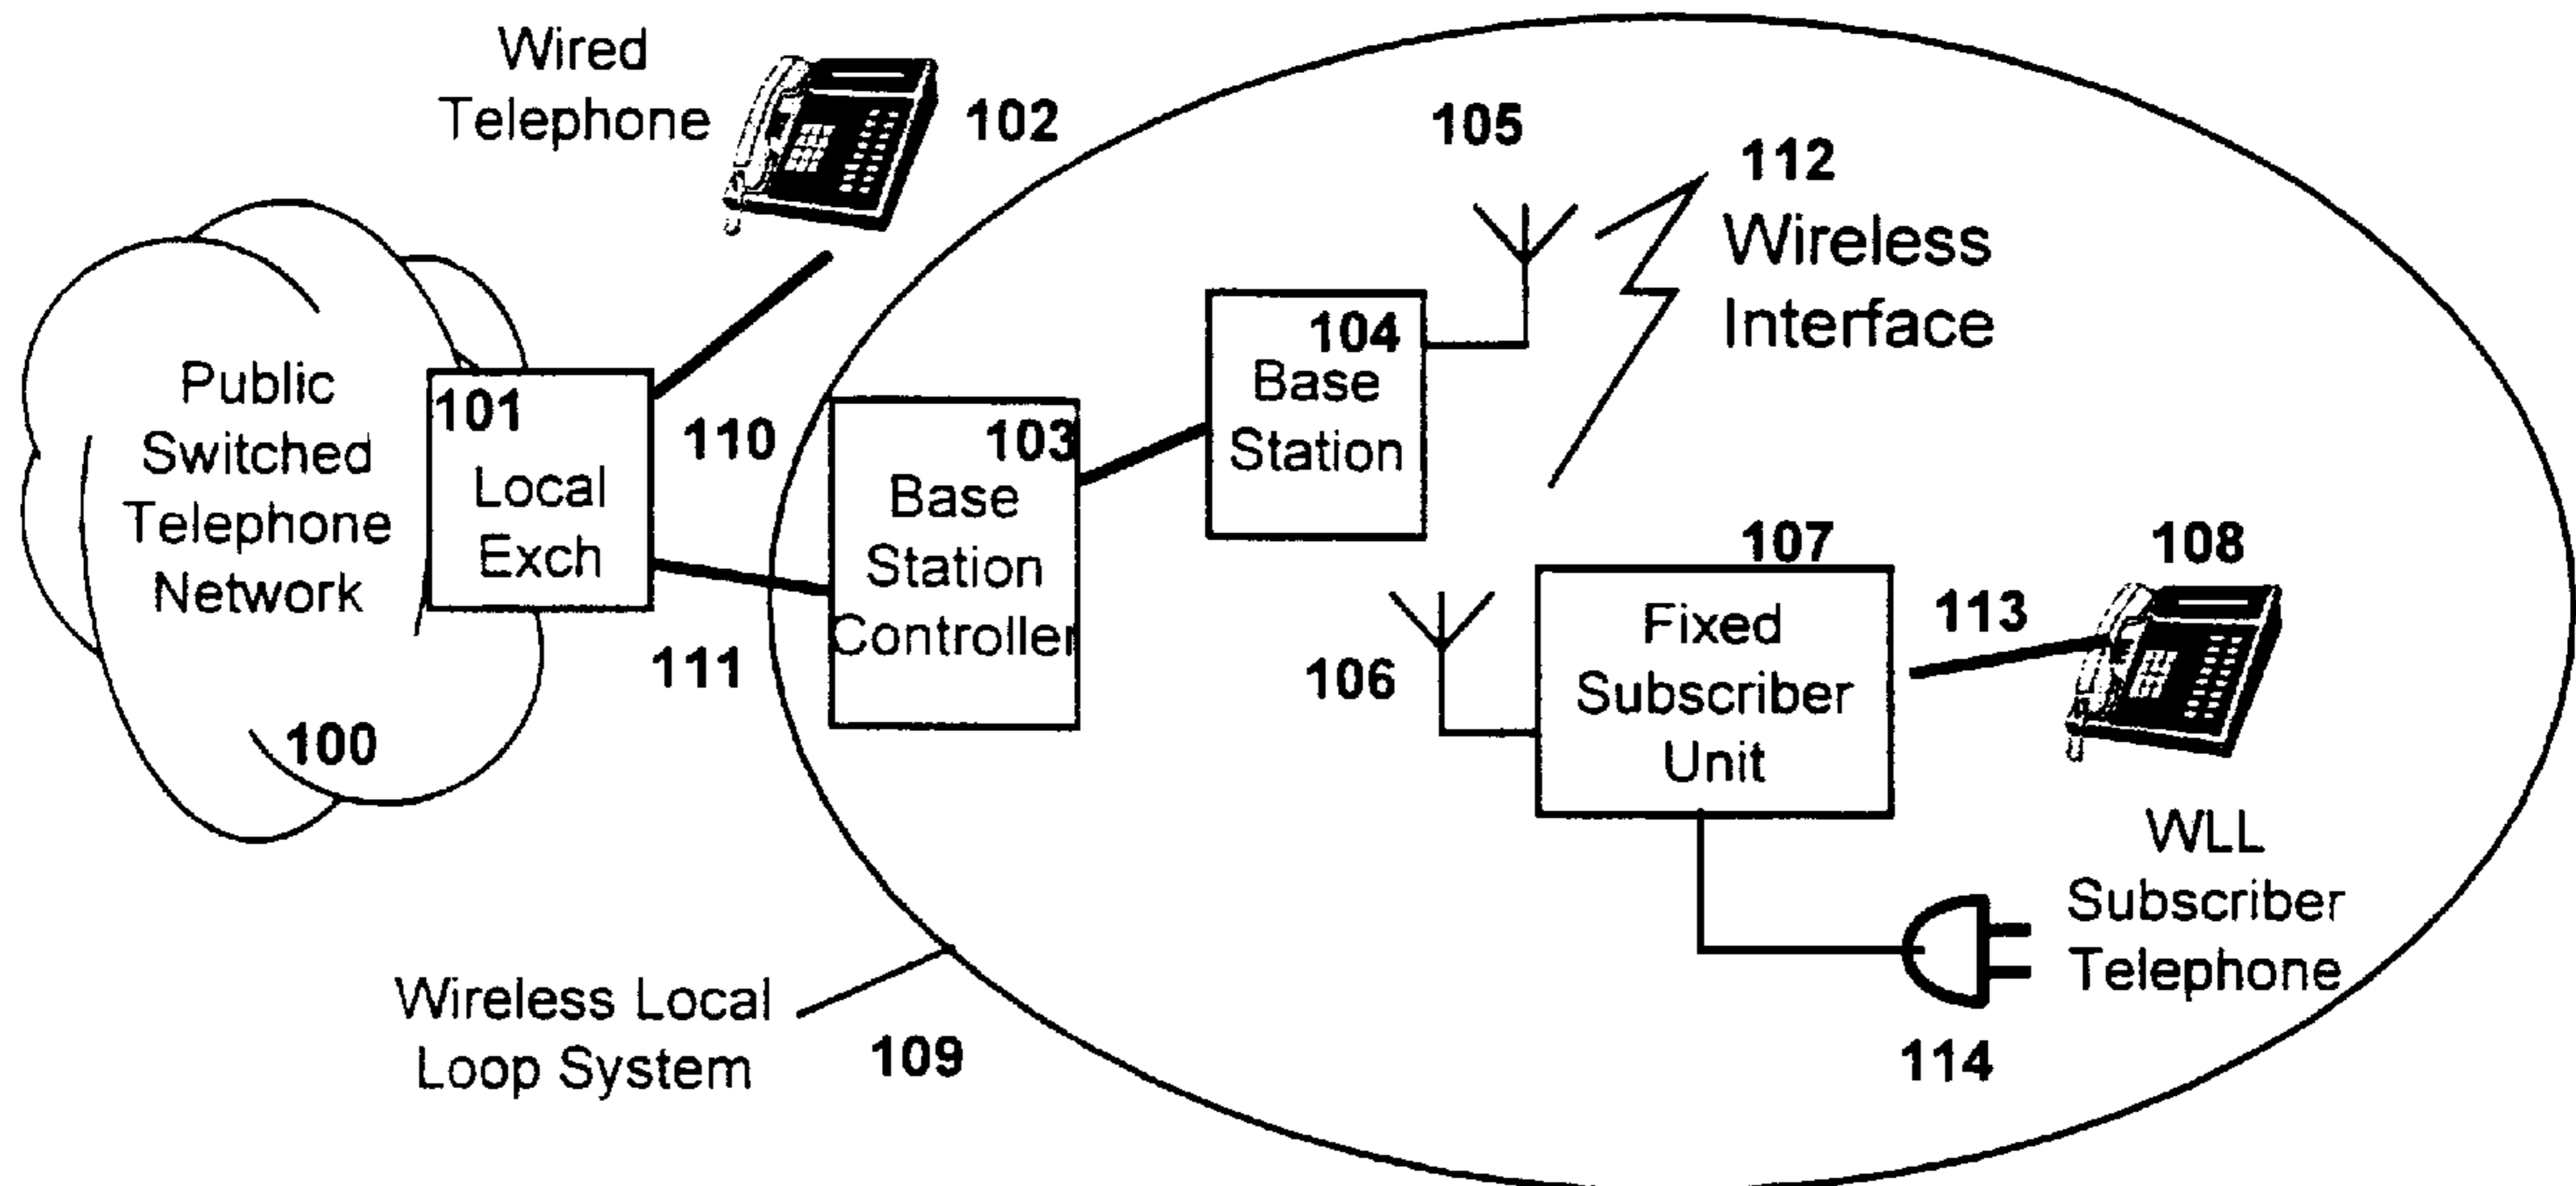 Wired
Telephone
102
105
112
Wireless
Interface
104
Base
Station
Public
Switched
Telephone
Network
100
101
Local
Exch
110
111
103
Base
Station
Controller
106
107
Fixed
Subscriber
Unit
113
108
WLL
Subscriber
Telephone
114
Wireless Local
Loop System
109